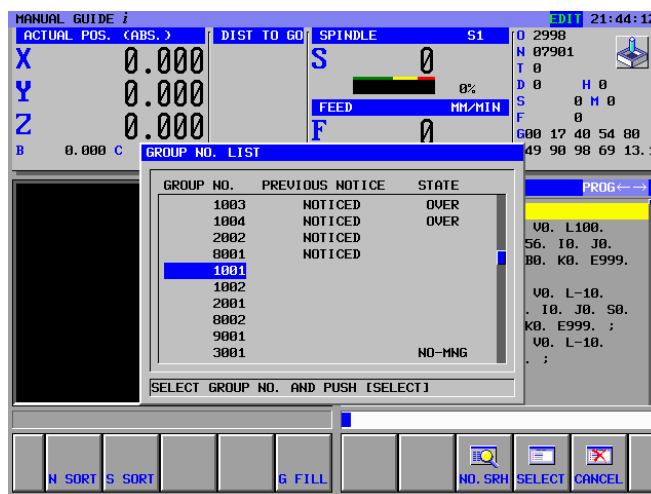 MANUAL GUIDE i EDIT 21:44:12
ACTUAL POS. (ABS.) DIST TO GO SPINDLE S1 O 2998
X 0.000 S 0 N 07901
T 0
Y 0.000 0% D 0 H 0
FEED MM/MIN S 0 M 0
Z 0.000 F 0 F 0
G00 17 40 54 80
B 0.000 C 49 90 98 69 13.
GROUP NO. LIST
PROG←→
GROUP NO. PREVIOUS NOTICE STATE
1003 NOTICED OVER
1004 NOTICED OVER
2002 NOTICED
8001 NOTICED
1001
1002
2001
8002
9001
3001 NO-MNG
SELECT GROUP NO. AND PUSH [SELECT]
V0. L100.
56. I0. J0.
B0. K0. E999.
V0. L-10.
. I0. J0. S0.
K0. E999. ;
V0. L-10.
. ;
N SORT S SORT G FILL NO.SRH SELECT CANCEL